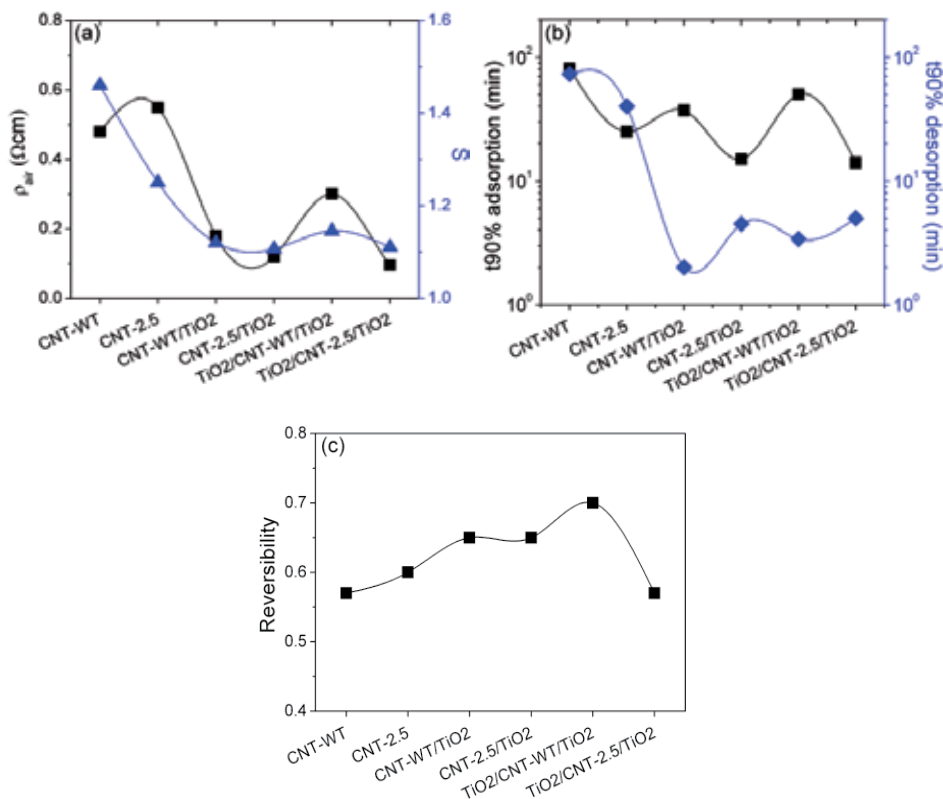 (a)
0.8
0.6
0.4
0.2
0.0
ρair (Ωcm)
1.4
1.2
1.0
S
CNT-WT
CNT-2.5
CNT-WT/TiO2
CNT-2.5/TiO2
TiO2/CNT-WT/TiO2
TiO2/CNT-2.5/TiO2
(b)
10²
10¹
10⁰
t90% adsorption (min)
10²
10¹
10⁰
t90% desorption (min)
CNT-WT
CNT-2.5
CNT-WT/TiO2
CNT-2.5/TiO2
TiO2/CNT-WT/TiO2
TiO2/CNT-2.5/TiO2
(c)
0.8
0.7
0.6
0.5
0.4
Reversibility
CNT-WT
CNT-2.5
CNT-WT/TiO2
CNT-2.5/TiO2
TiO2/CNT-WT/TiO2
TiO2/CNT-2.5/TiO2